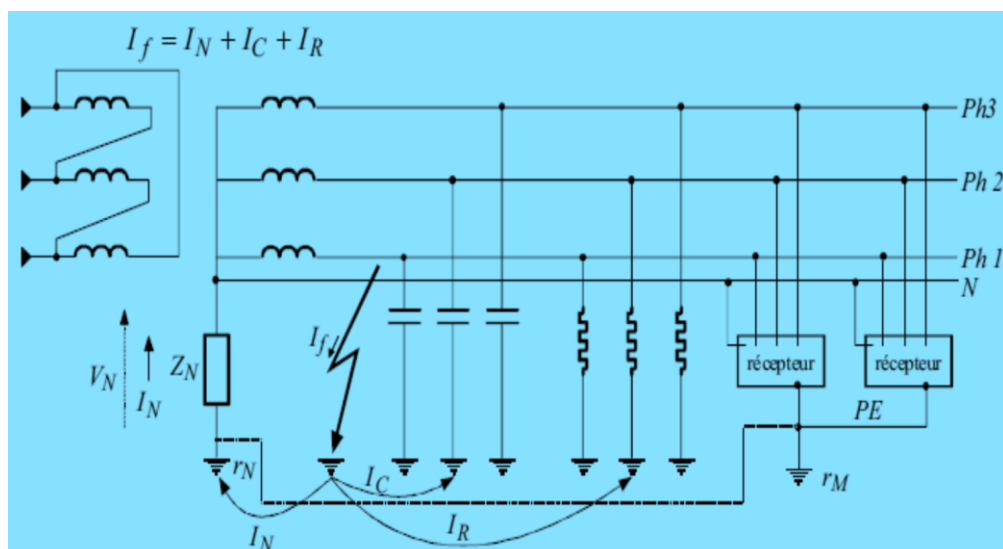 I_f = I_N + I_C + I_R
Ph3
Ph 2
Ph 1
N
V_N
I_N
Z_N
I_f
récepteur
récepteur
PE
r_N
I_C
r_M
I_N
I_R